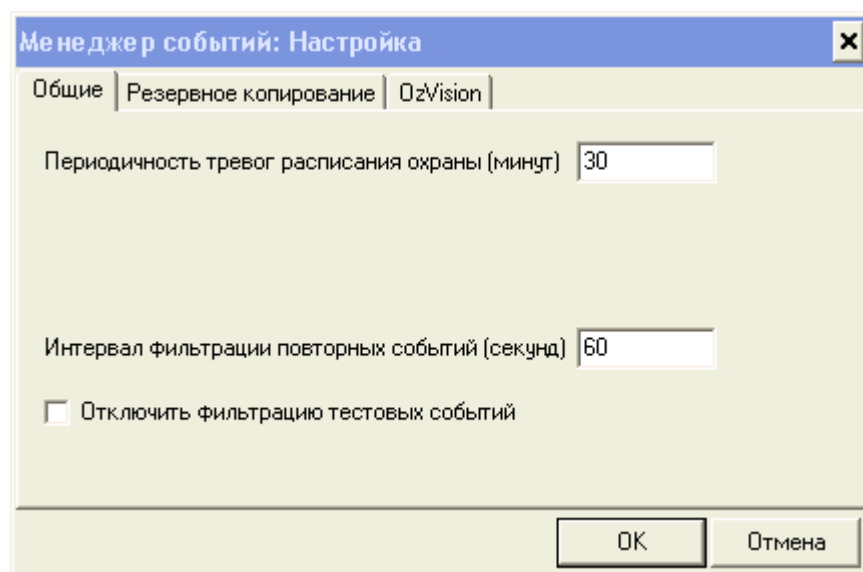 Менеджер событий: Настройка
Общие Резервное копирование OzVision
Периодичность тревог расписания охраны (минут) 30
Интервал фильтрации повторных событий (секунд) 60
Отключить фильтрацию тестовых событий
OK Отмена